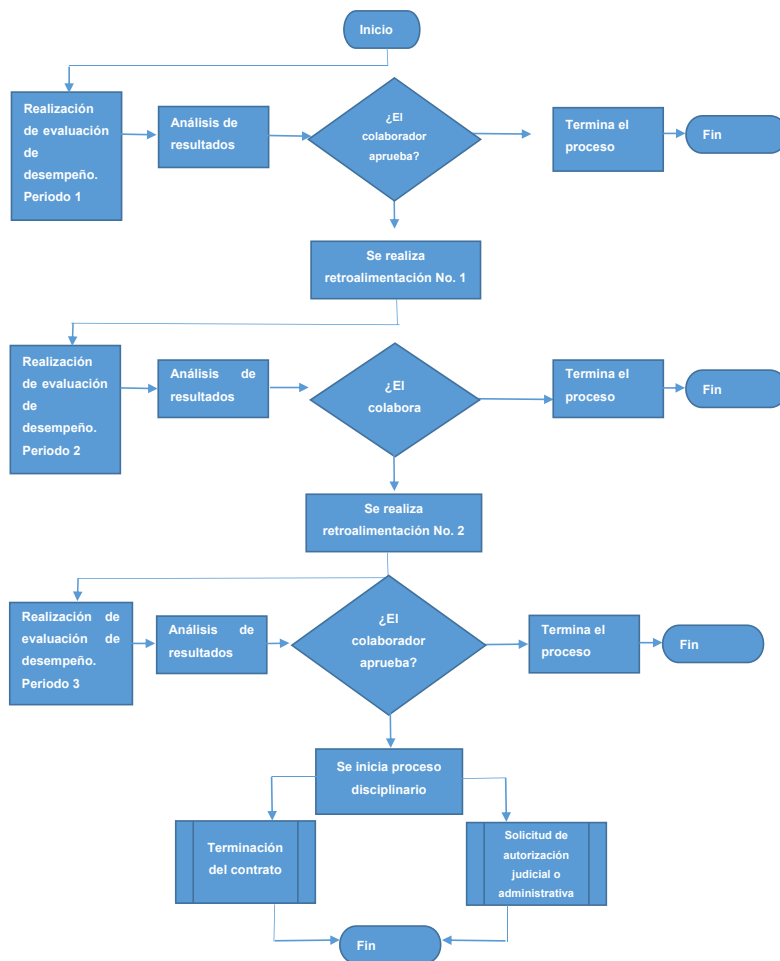 Inicio
Realización
de evaluación
de
desempeño.
Periodo 1
Análisis de
resultados
¿El
colaborador
aprueba?
Termina el
proceso
Fin
Se realiza
retroalimentación No. 1
Realización
de evaluación
de
desempeño.
Periodo 2
Análisis de
resultados
¿El
colabora
Termina el
proceso
Fin
Se realiza
retroalimentación No. 2
Realización de
evaluación de
desempeño.
Periodo 3
Análisis de
resultados
¿El
colaborador
aprueba?
Termina el
proceso
Fin
Se inicia proceso
disciplinario
Terminación
del contrato
Solicitud de
autorización
judicial o
administrativa
Fin